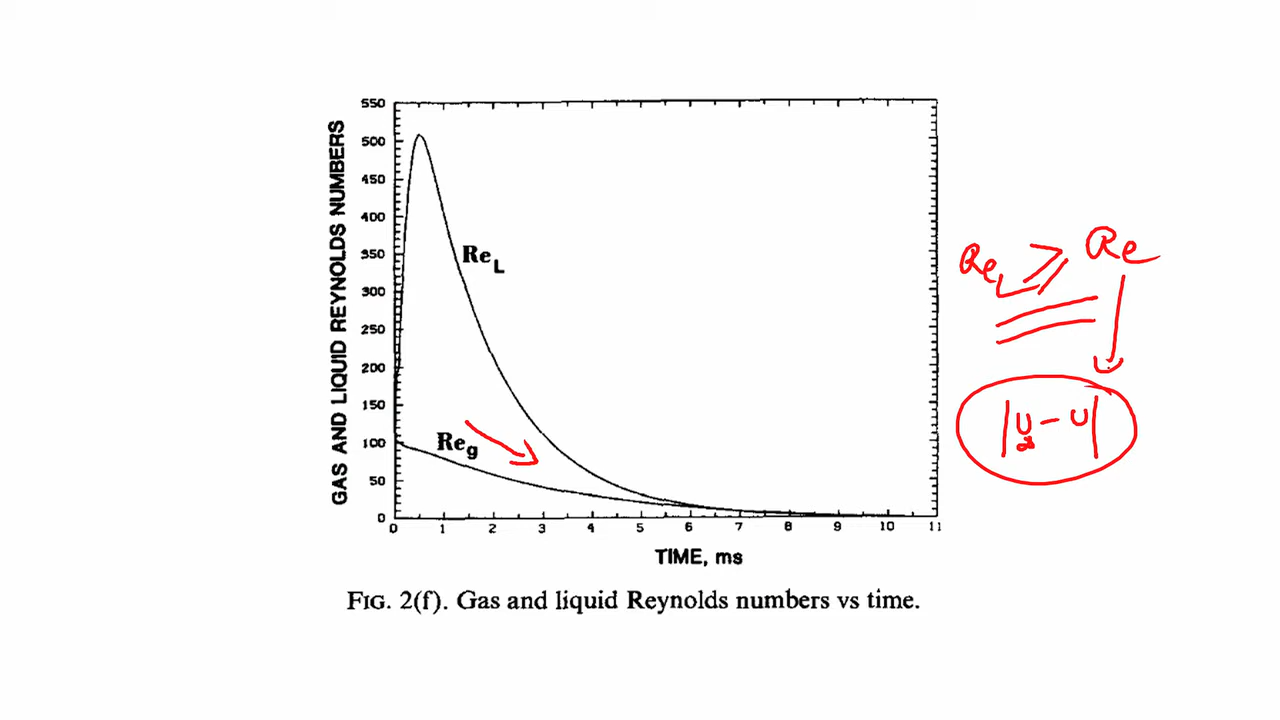 GAS AND LIQUID REYNOLDS NUMBERS
550
500
450
400
350
300
250
200
150
100
50
0
Re_L
Re_g
0 1 2 3 4 5 6 7 8 9 10 11
TIME, ms
FIG. 2(f). Gas and liquid Reynolds numbers vs time.
Re_L >> Re
|U_∞ - U|